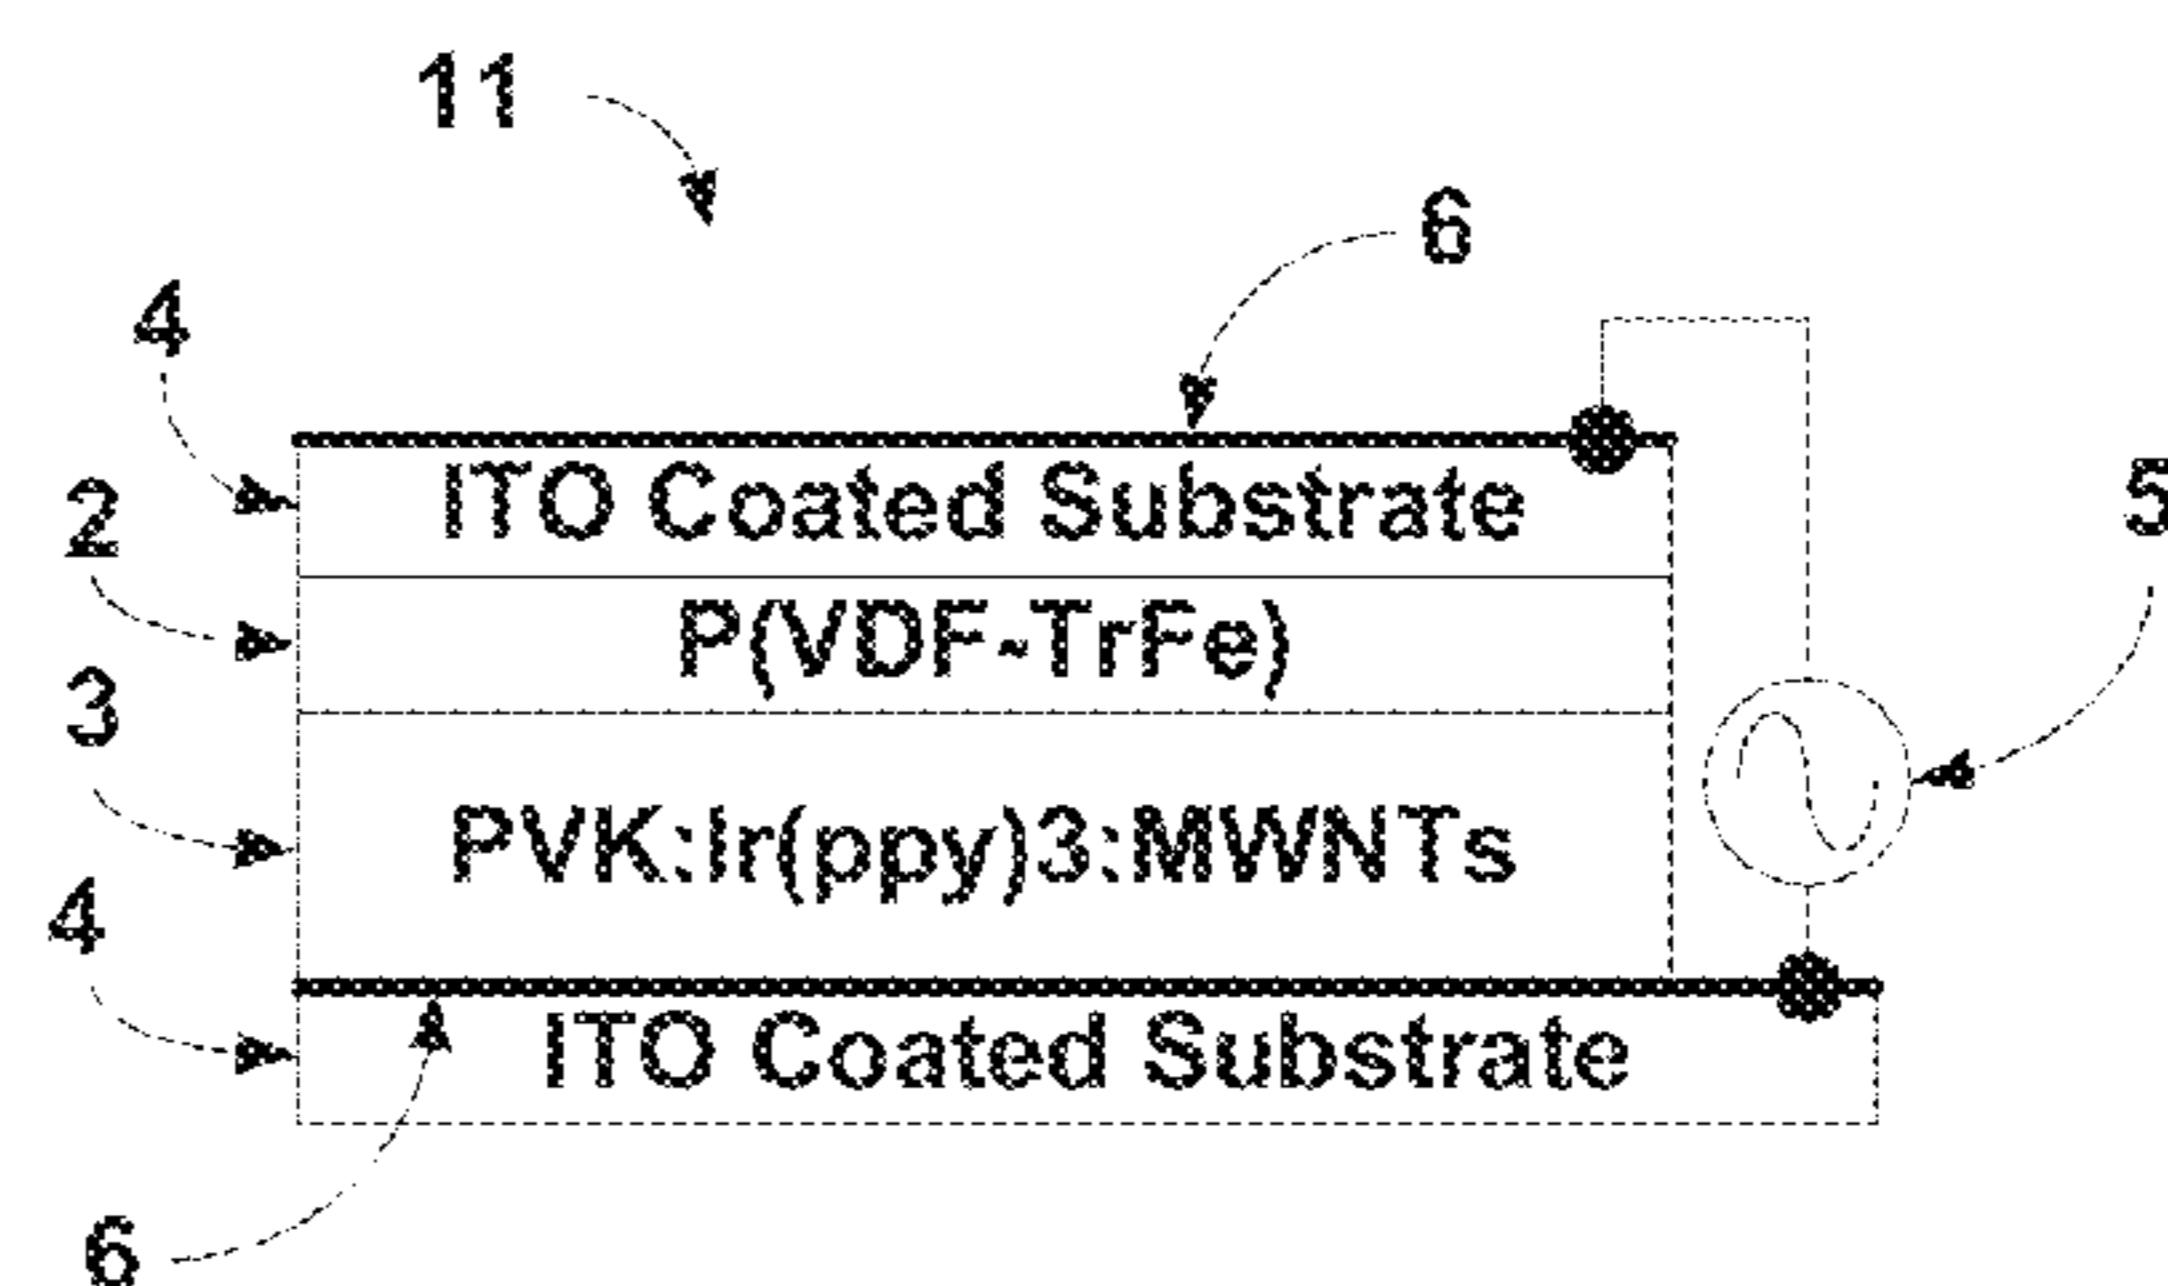 11
6
4
ITO Coated Substrate
5
2
P(VDF-TrFe)
3
PVK:Ir(ppy)3:MWNTs
4
ITO Coated Substrate
6